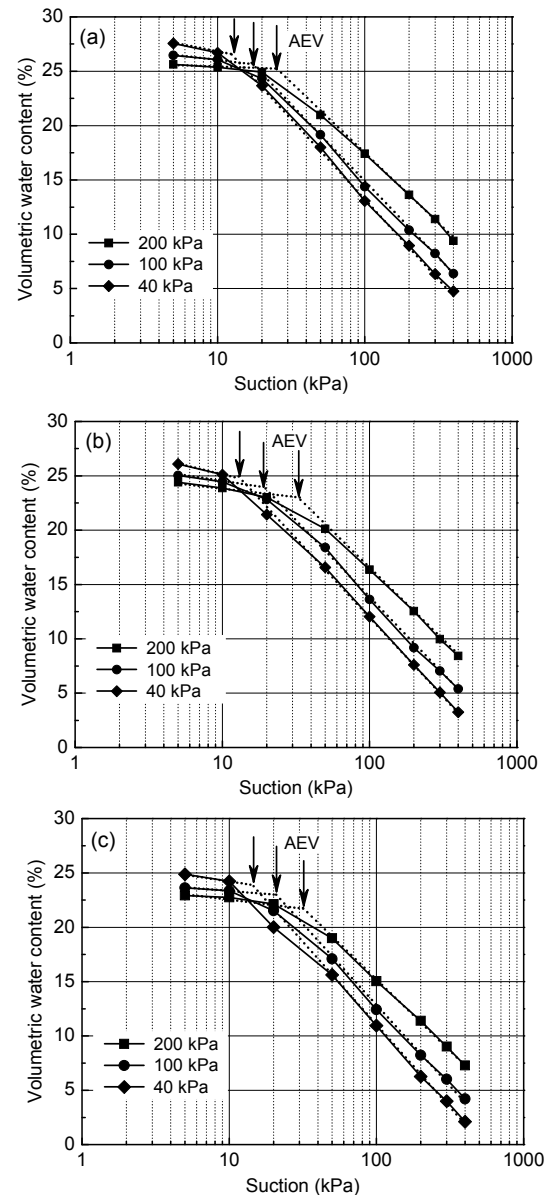 (a)
AEV
30
25
20
15
10
5
0
Volumetric water content (%)
200 kPa
100 kPa
40 kPa
1 10 100 1000
Suction (kPa)
(b)
AEV
30
25
20
15
10
5
0
Volumetric water content (%)
200 kPa
100 kPa
40 kPa
1 10 100 1000
Suction (kPa)
(c)
AEV
30
25
20
15
10
5
0
Volumetric water content (%)
200 kPa
100 kPa
40 kPa
1 10 100 1000
Suction (kPa)